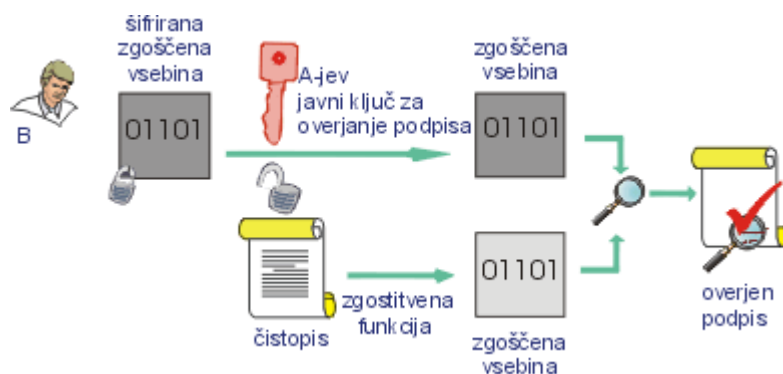 šifrirana
zgoščena
vsebina
01101
B
A-jev
javni ključ za
overjanje podpisa
zgoščena
vsebina
01101
čistopis
zgostitvena
funkcija
01101
zgoščena
vsebina
overjen
podpis